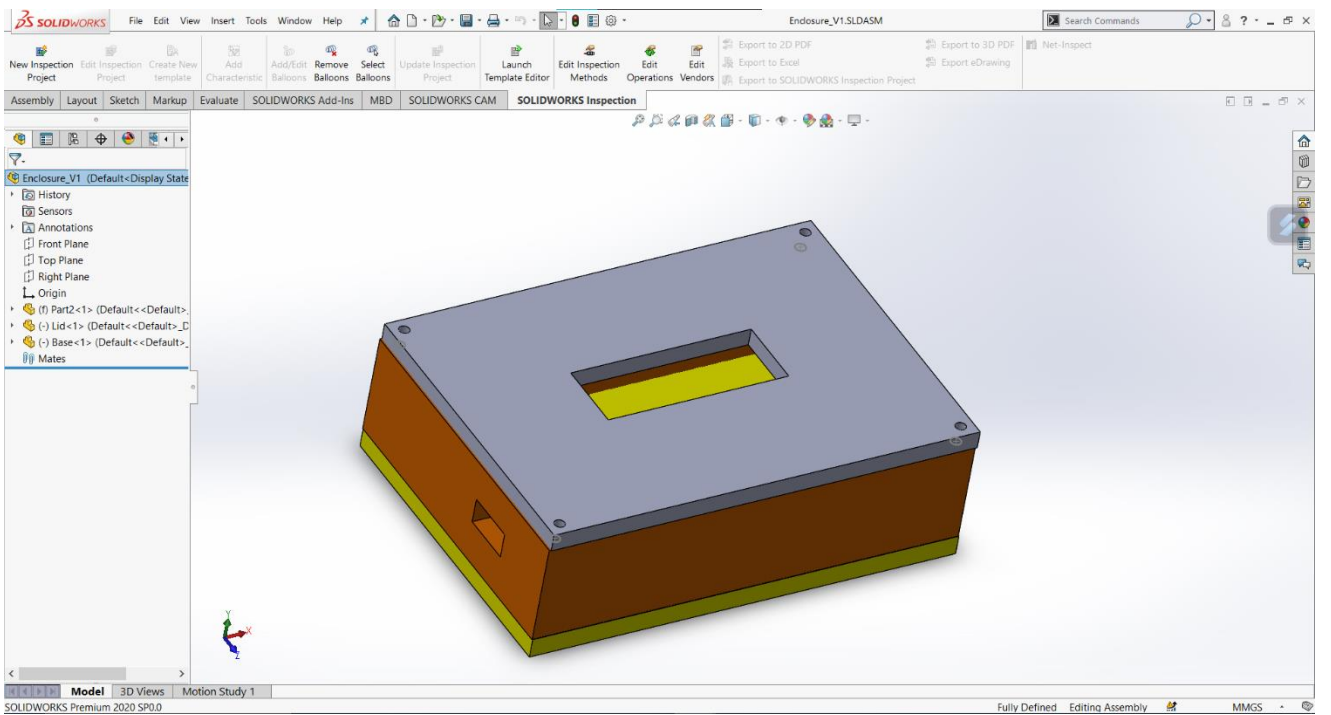 SOLIDWORKS File Edit View Insert Tools Window Help Enclosure_V1.SLDASM Search Commands
New Inspection Project
Edit Inspection Project
Create New template
Add Characteristic
Add/Edit Balloons
Remove Balloons
Select Balloons
Update Inspection Project
Launch Template Editor
Edit Inspection Methods
Edit Operations
Edit Vendors
Export to 2D PDF
Export to Excel
Export to SOLIDWORKS Inspection Project
Export to 3D PDF
Export eDrawing
Net-Inspect
Assembly Layout Sketch Markup Evaluate SOLIDWORKS Add-Ins MBD SOLIDWORKS CAM SOLIDWORKS Inspection
Enclosure_V1 (Default<Display State
History
Sensors
Annotations
Front Plane
Top Plane
Right Plane
Origin
(f) Part2<1> (Default<<Default>_
(-) Lid<1> (Default<<Default>_D
(-) Base<1> (Default<<Default>_
Mates
Y
X
Z
Model 3D Views Motion Study 1
SOLIDWORKS Premium 2020 SP0.0 Fully Defined Editing Assembly MMGS